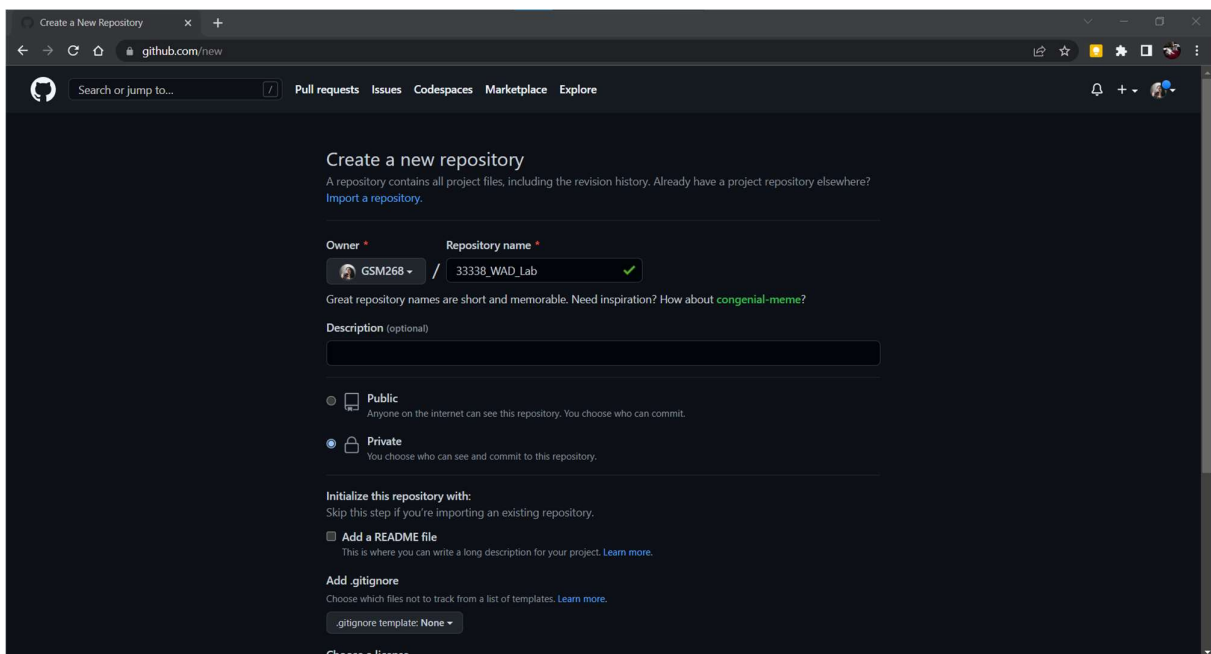 Create a New Repository
github.com/new
Search or jump to... / Pull requests Issues Codespaces Marketplace Explore
Create a new repository
A repository contains all project files, including the revision history. Already have a project repository elsewhere?
Import a repository.
Owner * Repository name *
GSM268 / 33338_WAD_Lab
Great repository names are short and memorable. Need inspiration? How about congenial-meme?
Description (optional)
Public
Anyone on the internet can see this repository. You choose who can commit.
Private
You choose who can see and commit to this repository.
Initialize this repository with:
Skip this step if you're importing an existing repository.
Add a README file
This is where you can write a long description for your project. Learn more.
Add .gitignore
Choose which files not to track from a list of templates. Learn more.
.gitignore template: None
Choose a license